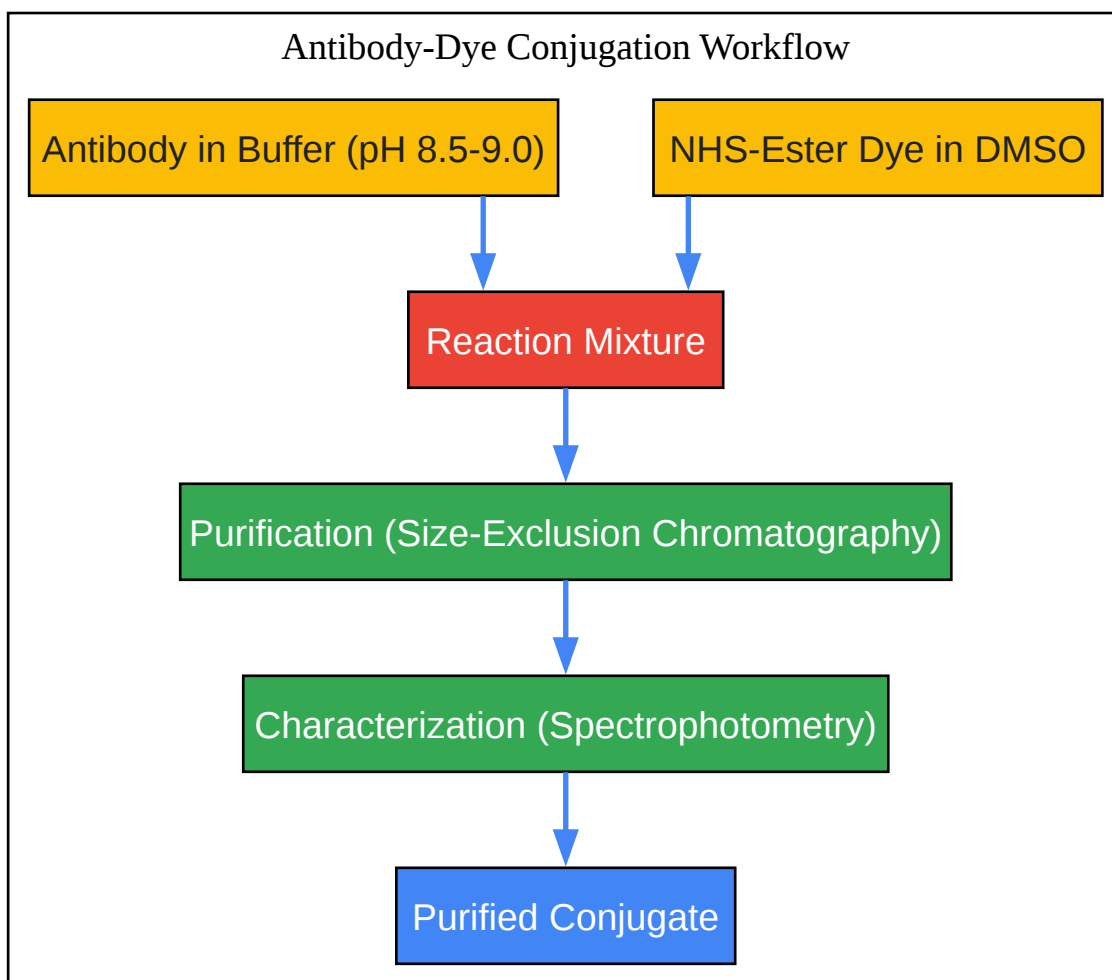 Antibody-Dye Conjugation Workflow
Antibody in Buffer (pH 8.5-9.0)
NHS-Ester Dye in DMSO
Reaction Mixture
Purification (Size-Exclusion Chromatography)
Characterization (Spectrophotometry)
Purified Conjugate